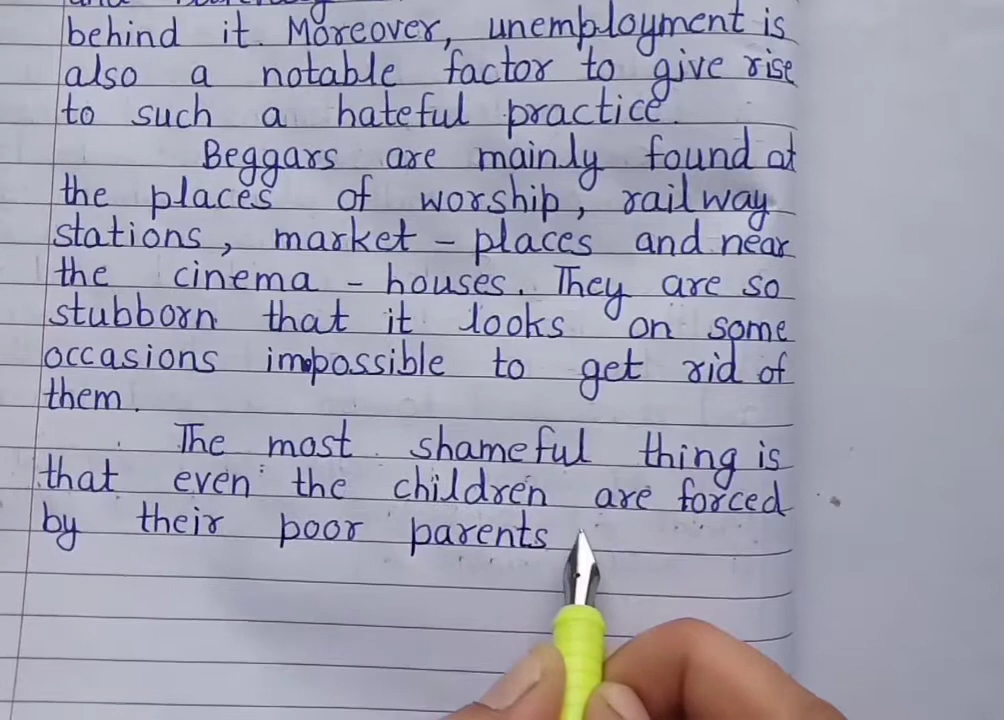 behind it. Moreover, unemployment is
also a notable factor to give rise
to such a hateful practice.
Beggars are mainly found at
the places of worship, railway
stations, market - places and near
the cinema - houses. They are so
stubborn that it looks on some
occasions impossible to get rid of
them.
The most shameful thing is
that even the children are forced
by their poor parents